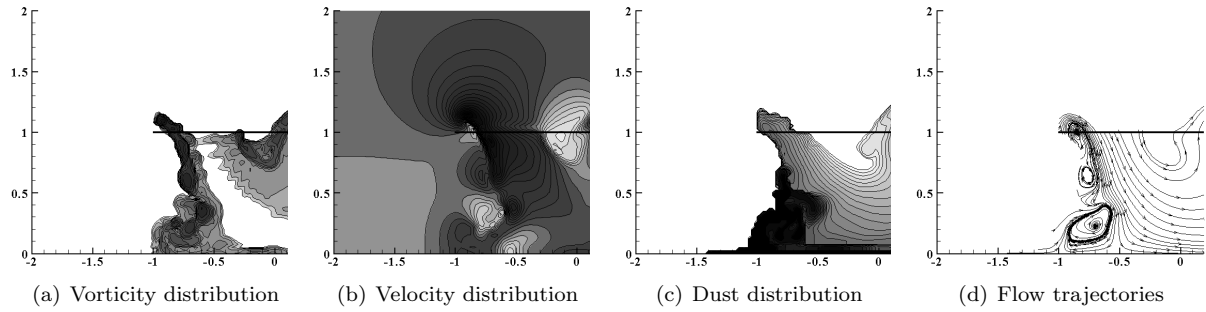 2 2 2 2
1.5 1.5 1.5 1.5
1 1 1 1
0.5 0.5 0.5 0.5
0 0 0 0
-2 -1.5 -1 -0.5 0 -2 -1.5 -1 -0.5 0 -2 -1.5 -1 -0.5 0 -2 -1.5 -1 -0.5 0
(a) Vorticity distribution (b) Velocity distribution (c) Dust distribution (d) Flow trajectories